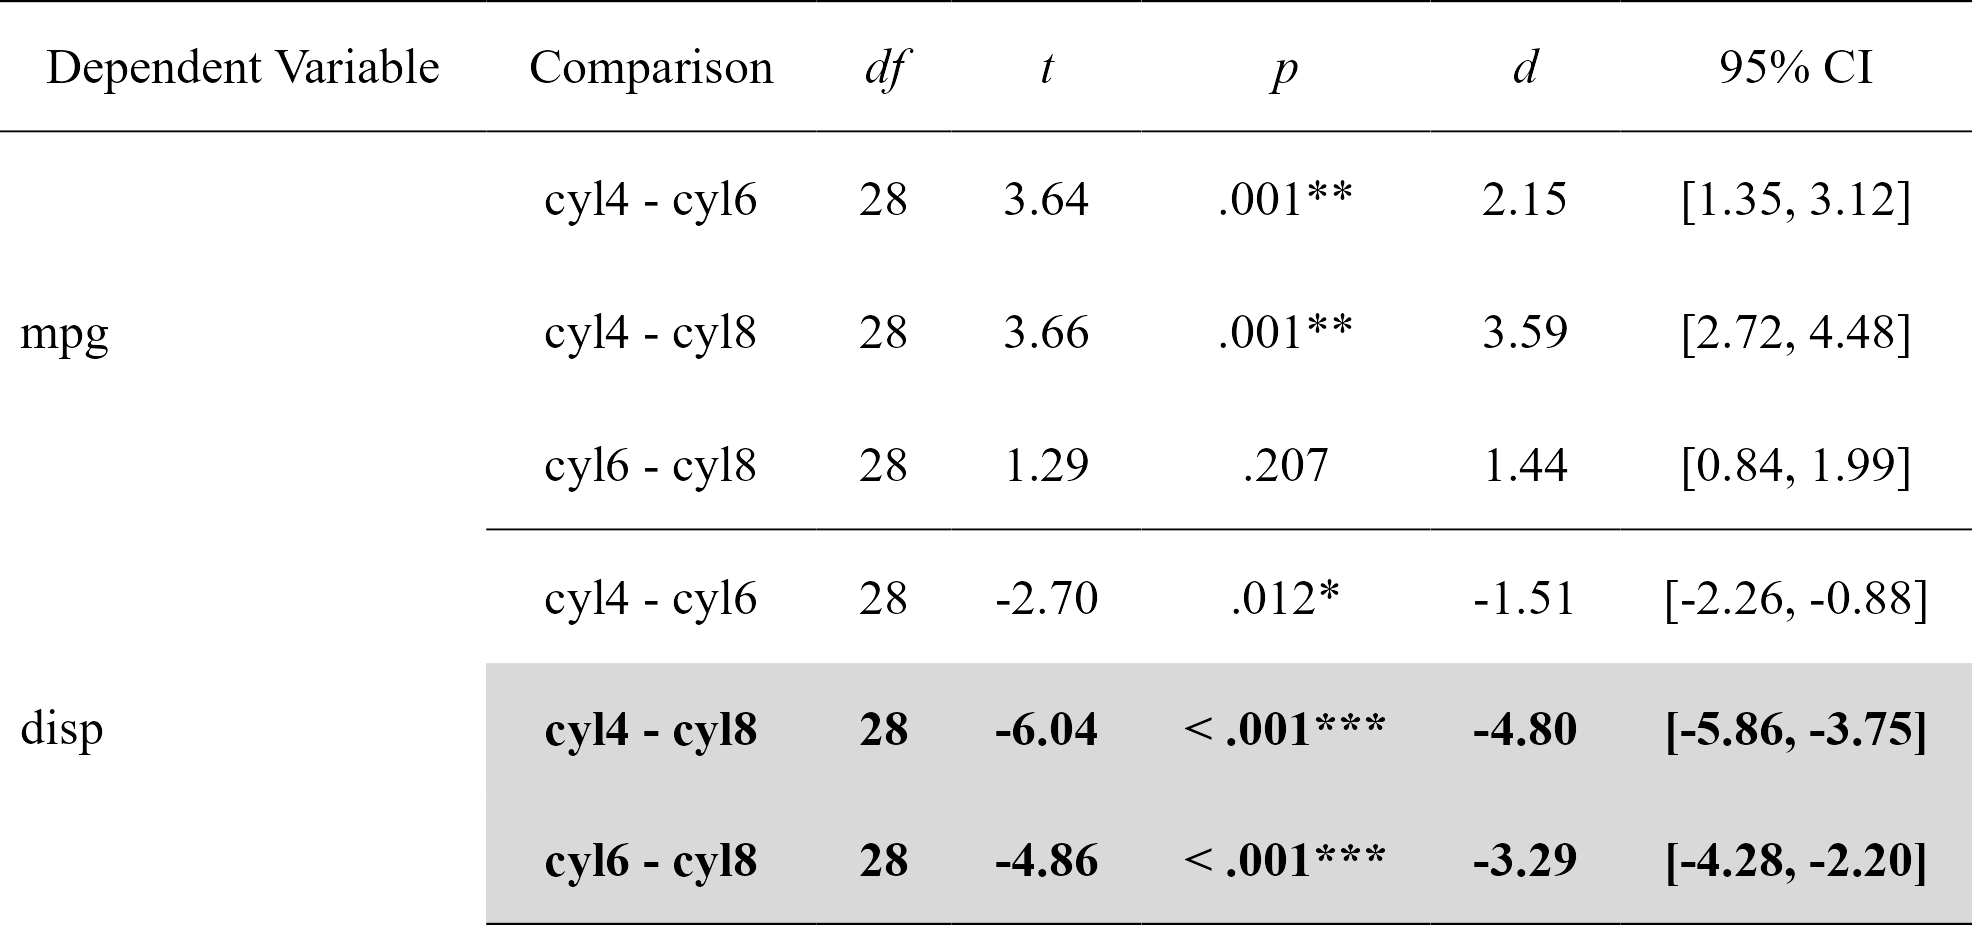 Dependent Variable Comparison df t p d 95% CI
cyl4 - cyl6 28 3.64 .001** 2.15 [1.35, 3.12]
mpg cyl4 - cyl8 28 3.66 .001** 3.59 [2.72, 4.48]
cyl6 - cyl8 28 1.29 .207 1.44 [0.84, 1.99]
cyl4 - cyl6 28 -2.70 .012* -1.51 [-2.26, -0.88]
disp cyl4 - cyl8 28 -6.04 < .001*** -4.80 [-5.86, -3.75]
cyl6 - cyl8 28 -4.86 < .001*** -3.29 [-4.28, -2.20]